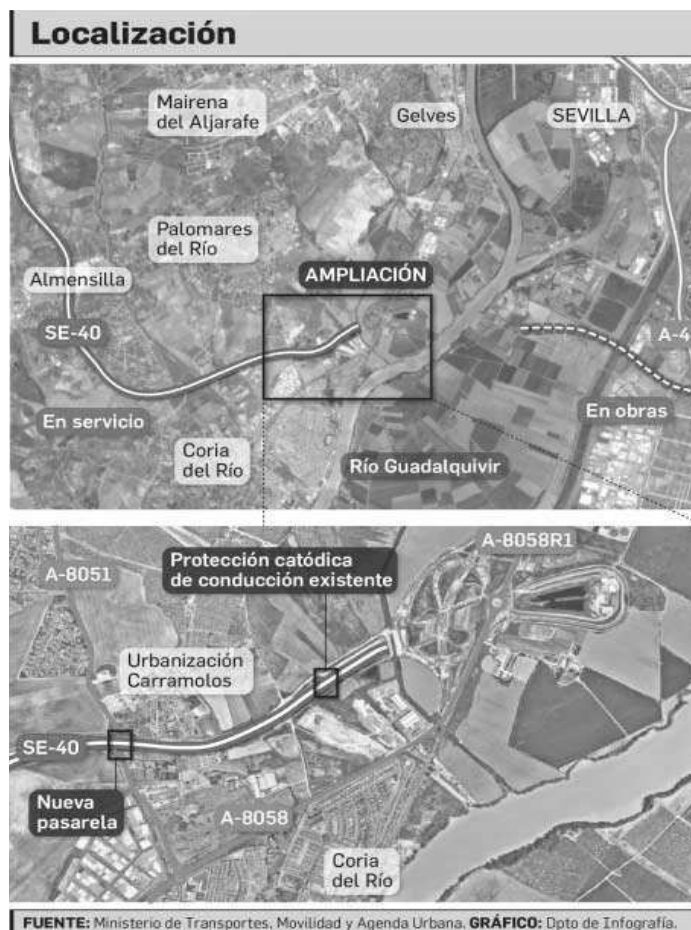 Localización
Mairena
del Aljarafe
Gelves
SEVILLA
Palomares
del Río
AMPLIACIÓN
Almensilla
SE-40
A-4
En servicio
En obras
Coria
del Río
Río Guadalquivir
Protección catódica
de conducción existente
A-8058R1
A-8051
Urbanización
Carramolos
SE-40
Nueva
pasarela
A-8058
Coria
del Río
FUENTE: Ministerio de Transportes, Movilidad y Agenda Urbana. GRÁFICO: Dpto de Infografía.